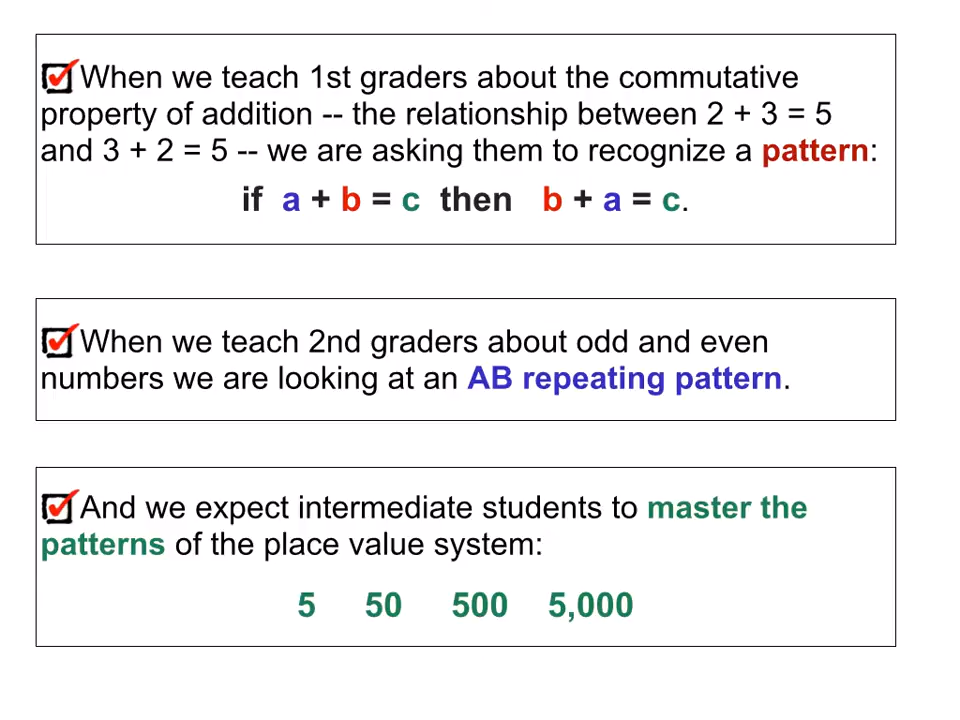 When we teach 1st graders about the commutative
property of addition -- the relationship between 2 + 3 = 5
and 3 + 2 = 5 -- we are asking them to recognize a pattern:
if a + b = c then b + a = c.
When we teach 2nd graders about odd and even
numbers we are looking at an AB repeating pattern.
And we expect intermediate students to master the
patterns of the place value system:
5 50 500 5,000